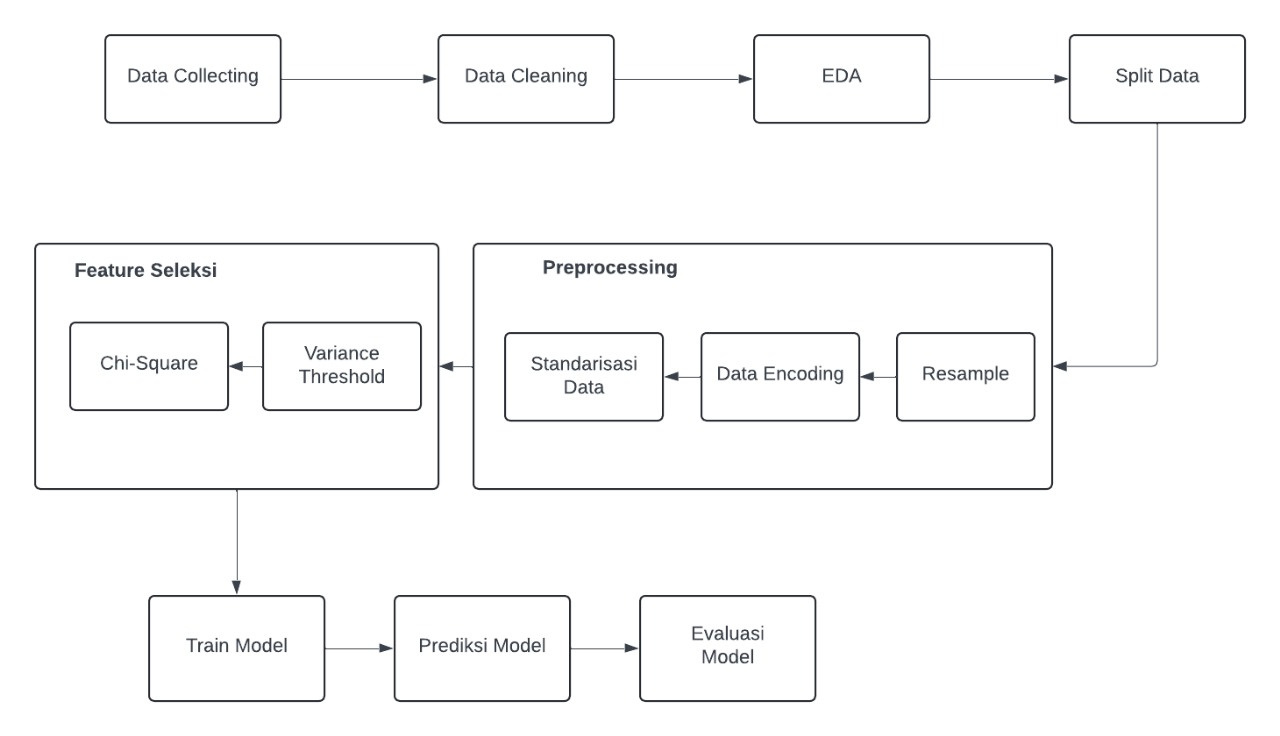 Data Collecting
Data Cleaning
EDA
Split Data
Preprocessing
Resample
Data Encoding
Standarisasi
Data
Feature Seleksi
Variance
Threshold
Chi-Square
Train Model
Prediksi Model
Evaluasi
Model